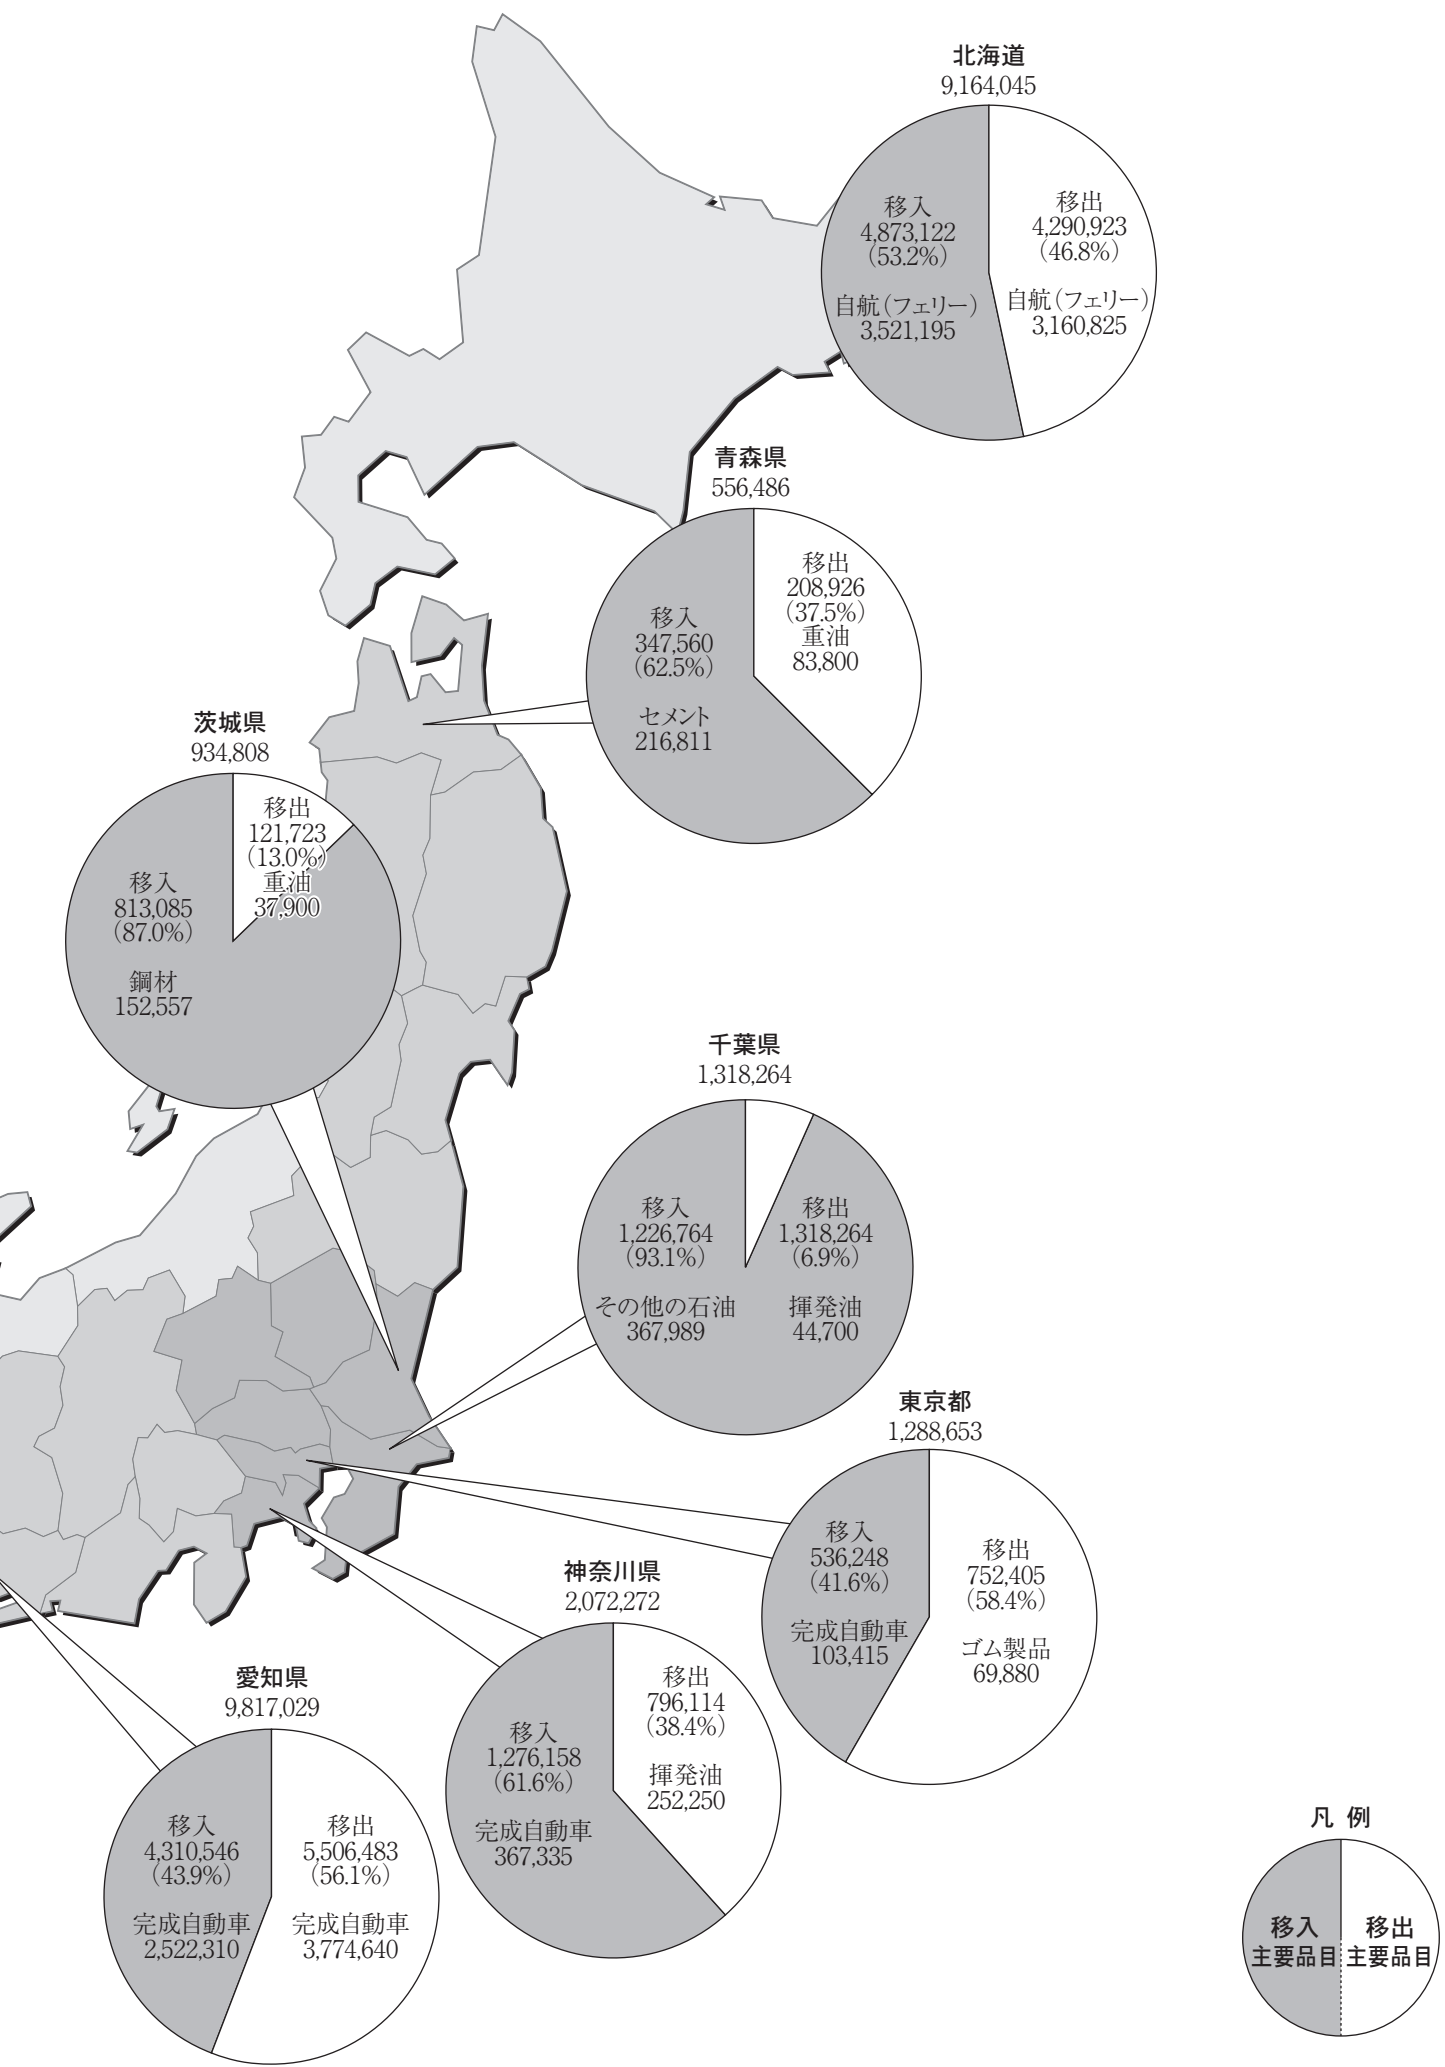 北海道
9,164,045
移入
4,873,122
(53.2%)
自航(フェリー)
3,521,195
移出
4,290,923
(46.8%)
自航(フェリー)
3,160,825
青森県
556,486
移入
347,560
(62.5%)
セメント
216,811
移出
208,926
(37.5%)
重油
83,800
茨城県
934,808
移入
813,085
(87.0%)
鋼材
152,557
移出
121,723
(13.0%)
重油
37,900
千葉県
1,318,264
移入
1,226,764
(93.1%)
その他の石油
367,989
移出
1,318,264
(6.9%)
揮発油
44,700
東京都
1,288,653
移入
536,248
(41.6%)
完成自動車
103,415
移出
752,405
(58.4%)
ゴム製品
69,880
神奈川県
2,072,272
移入
1,276,158
(61.6%)
完成自動車
367,335
移出
796,114
(38.4%)
揮発油
252,250
愛知県
9,817,029
移入
4,310,546
(43.9%)
完成自動車
2,522,310
移出
5,506,483
(56.1%)
完成自動車
3,774,640
凡 例
移入
主要品目
移出
主要品目